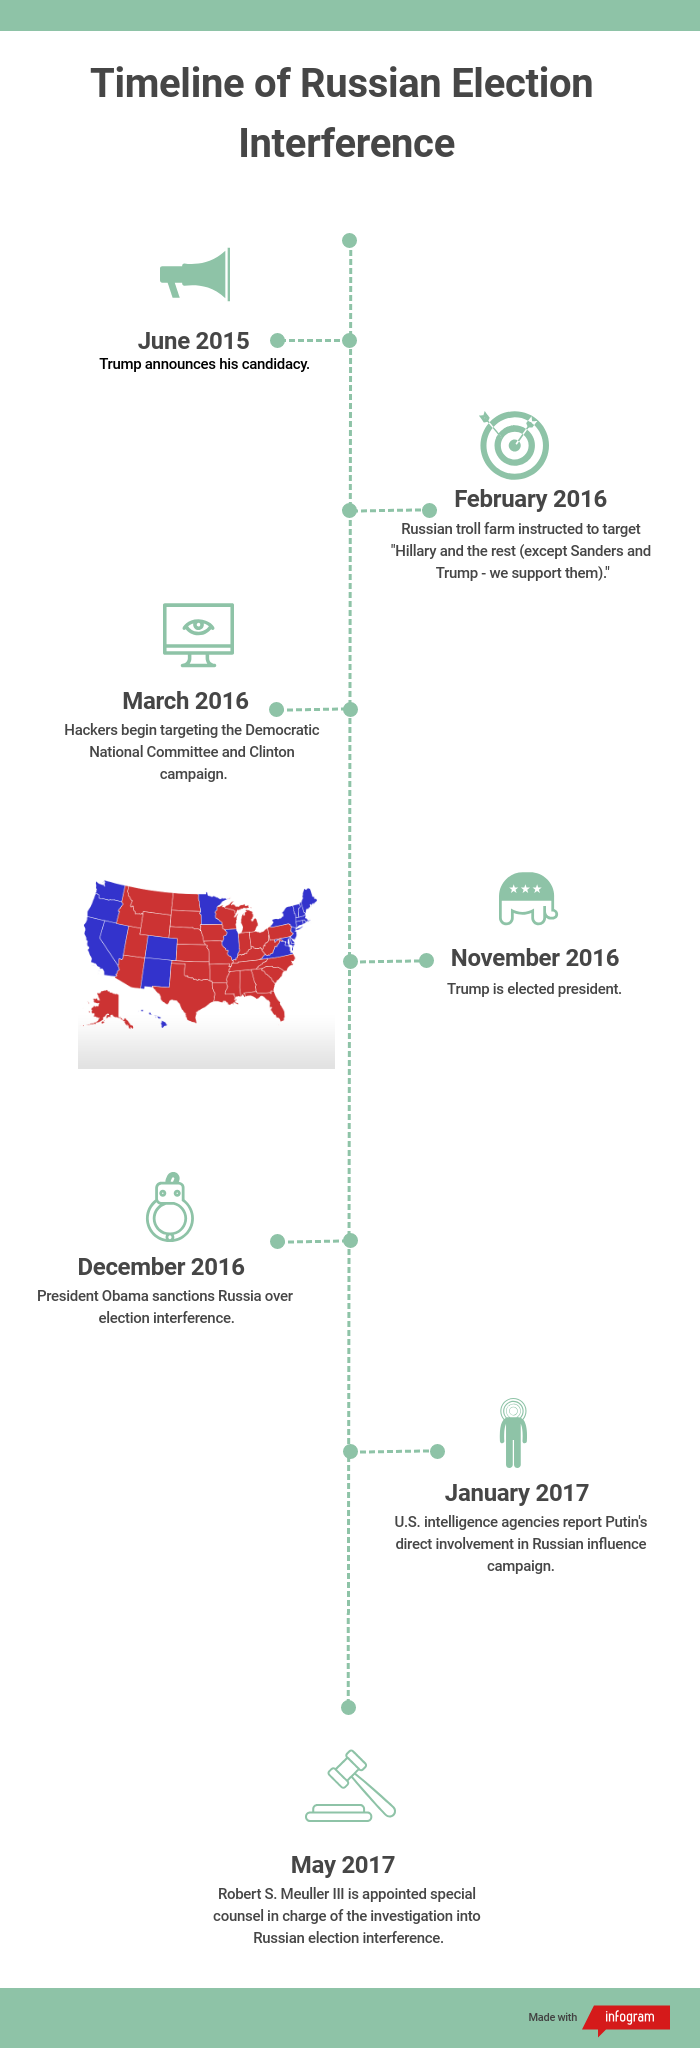 Timeline of Russian Election
Interference
June 2015
Trump announces his candidacy.
February 2016
Russian troll farm instructed to target
"Hillary and the rest (except Sanders and
Trump - we support them)."
March 2016
Hackers begin targeting the Democratic
National Committee and Clinton
campaign.
November 2016
Trump is elected president.
December 2016
President Obama sanctions Russia over
election interference.
January 2017
U.S. intelligence agencies report Putin's
direct involvement in Russian influence
campaign.
May 2017
Robert S. Meuller III is appointed special
counsel in charge of the investigation into
Russian election interference.
Made with infogram